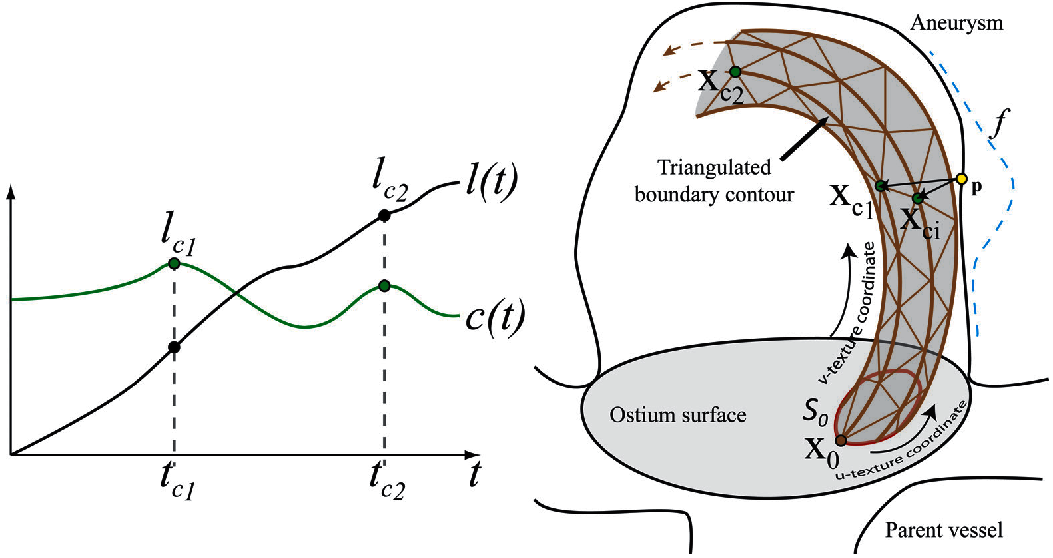 l_{c1}
l_{c2}
l(t)
c(t)
t_{c1}
t_{c2}
t
Aneurysm
X_{c2}
f
Triangulated
boundary contour
X_{c1}
X_{ci}
p
v-texture coordinate
Ostium surface
S_0
X_0
u-texture coordinate
Parent vessel